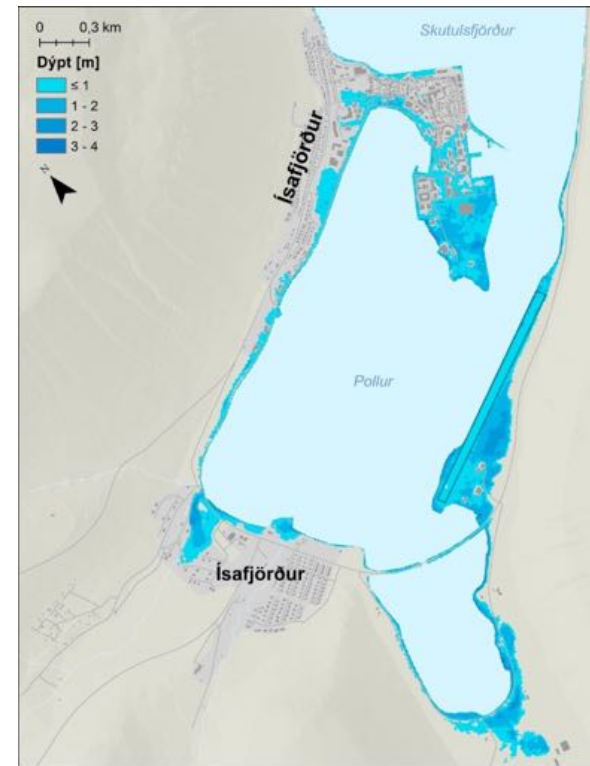 0 0,3 km
Dýpt [m]
≤ 1
1 - 2
2 - 3
3 - 4
N
Skutulsfjörður
Ísafjörður
Pollur
Ísafjörður